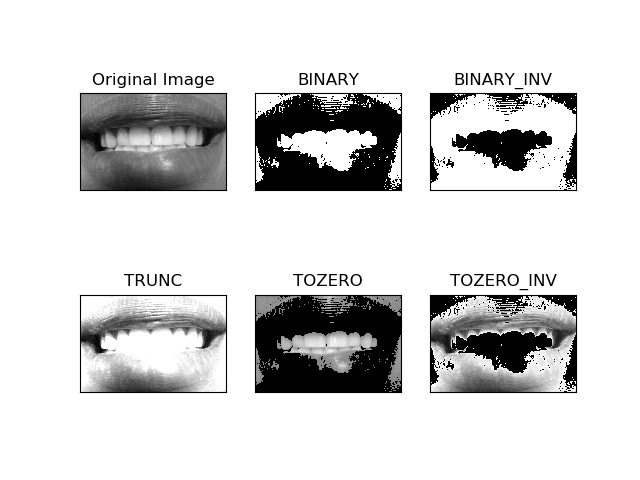 Original Image
BINARY
BINARY_INV
TRUNC
TOZERO
TOZERO_INV